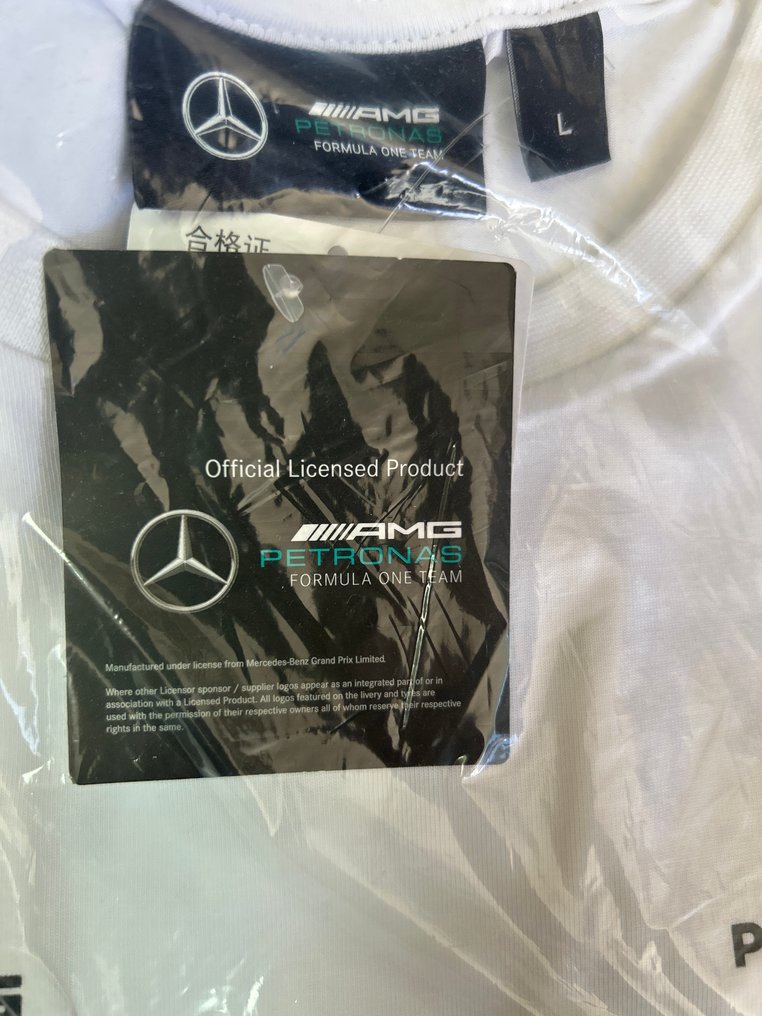 AMG
PETRONAS
FORMULA ONE TEAM
L
合格证
Official Licensed Product
AMG
PETRONAS
FORMULA ONE TEAM
Manufactured under license from Mercedes-Benz Grand Prix Limited.
Where other Licensor sponsor / supplier logos appear as an integrated part of or in
association with a Licensed Product. All logos featured on the livery and tyres are
used with the permission of their respective owners all of whom reserve their respective
rights in the same.
P